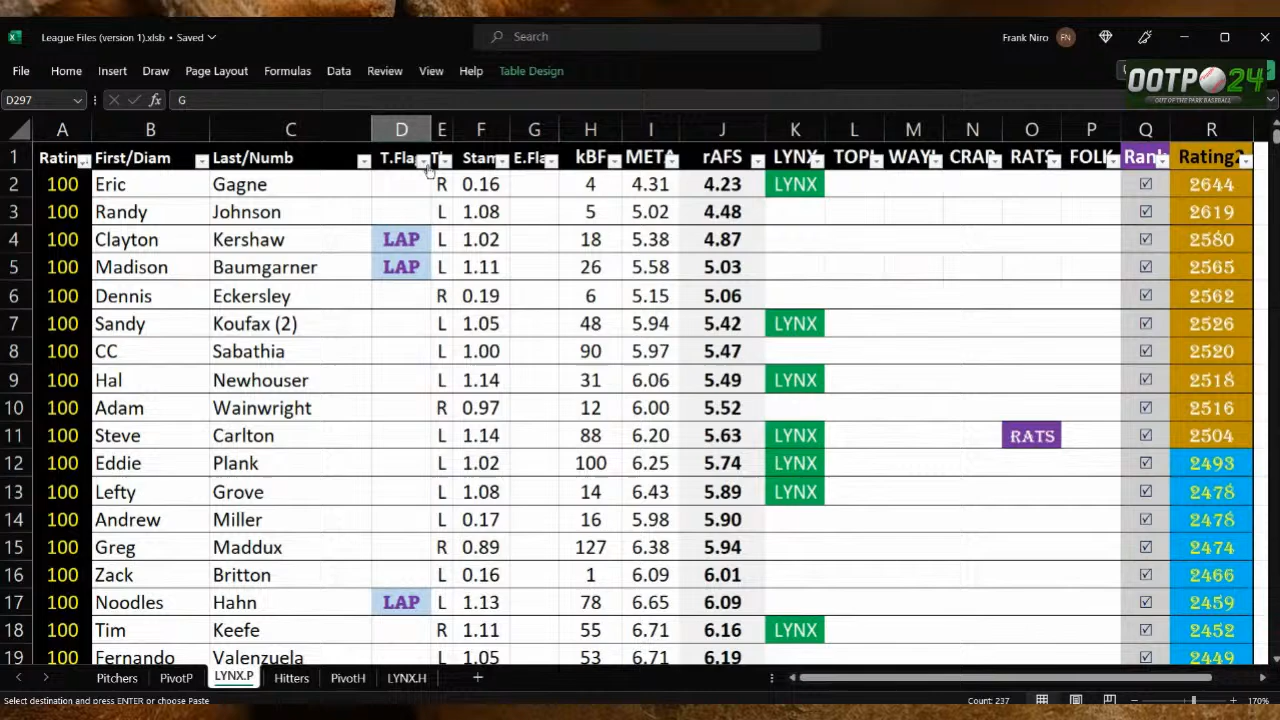 League Files (version 1).xlsb • Saved
Search
Frank Niro FN
File Home Insert Draw Page Layout Formulas Data Review View Help Table Design
OOTP 24
OUT OF THE PARK BASEBALL
D297 fx G
A B C D E F G H I J K L M N O P Q R
1 Ratin First/Diam Last/Numb T.Fla Stam E.Fla kBF META rAFS LYNX TOPI WAY CRAP RATS FOLK Rank Rating2
2 100 Eric Gagne R 0.16 4 4.31 4.23 LYNX 2644
3 100 Randy Johnson L 1.08 5 5.02 4.48 2619
4 100 Clayton Kershaw LAP L 1.02 18 5.38 4.87 2580
5 100 Madison Baumgarner LAP L 1.11 26 5.58 5.03 2565
6 100 Dennis Eckersley R 0.19 6 5.15 5.06 2562
7 100 Sandy Koufax (2) L 1.05 48 5.94 5.42 LYNX 2526
8 100 CC Sabathia L 1.00 90 5.97 5.47 2520
9 100 Hal Newhouser L 1.14 31 6.06 5.49 LYNX 2518
10 100 Adam Wainwright R 0.97 12 6.00 5.52 2516
11 100 Steve Carlton L 1.14 88 6.20 5.63 LYNX RATS 2504
12 100 Eddie Plank L 1.02 100 6.25 5.74 LYNX 2493
13 100 Lefty Grove L 1.08 14 6.43 5.89 LYNX 2478
14 100 Andrew Miller L 0.17 16 5.98 5.90 2478
15 100 Greg Maddux R 0.89 127 6.38 5.94 2474
16 100 Zack Britton L 0.16 1 6.09 6.01 2466
17 100 Noodles Hahn LAP L 1.13 78 6.65 6.09 2459
18 100 Tim Keefe R 1.11 55 6.71 6.16 LYNX 2452
19 100 Fernando Valenzuela L 1.05 53 6.71 6.19 2449
Pitchers PivotP LYNX.P Hitters PivotH LYNX.H +
Select destination and press ENTER or choose Paste Count: 237 170%